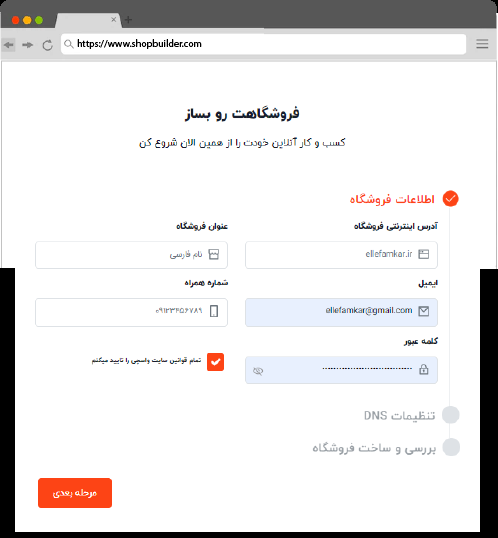 https://www.shopbuilder.com
فروشگاهت رو بساز
کسب و کار آنلاین خودت را از همین الان شروع کن
اطلاعات فروشگاه
آدرس اینترنتی فروشگاه
عنوان فروشگاه
ellefamkar.ir
نام فارسی
ایمیل
شماره همراه
ellefamkar@gmail.com
۰۹۱۲۳۴۵۶۷۸۹
کلمه عبور
تمام قوانین سایت واسچی را تایید میکنم
تنظیمات DNS
بررسی و ساخت فروشگاه
مرحله بعدی